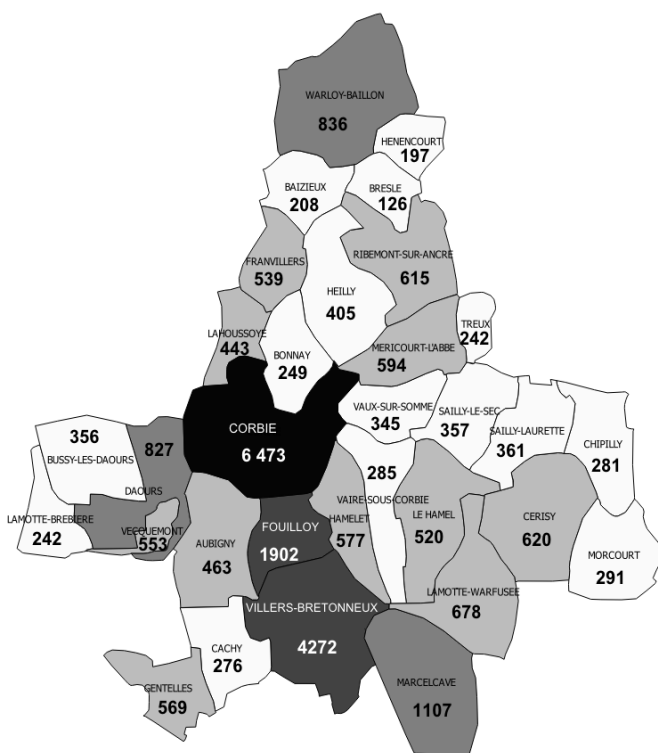 WARLOY-BAILLON
836
HENENCOURT
197
BAIZIEUX
208
BRESLE
126
FRANVILLERS
539
RIBEMONT-SUR-ANCRE
615
HEILLY
405
TREUX
242
LAHOUSSOYE
443
MERICOURT-L'ABBE
594
BONNAY
249
VAUX-SUR-SOMME
345
SAILLY-LE-SEC
357
SAILLY-LAURETTE
361
CHIPILLY
281
CORBIE
6 473
356
BUSSY-LES-DAOURS
827
DAOURS
285
VAIRE-SOUS-CORBIE
LAMOTTE-BREBIERE
242
VECQUEMONT
553
AUBIGNY
463
FOUILLOY
1902
HAMELET
577
LE HAMEL
520
CERISY
620
MORCOURT
291
LAMOTTE-WARFUSEE
678
VILLERS-BRETONNEUX
4272
CACHY
276
GENTELLES
569
MARCELCAVE
1107